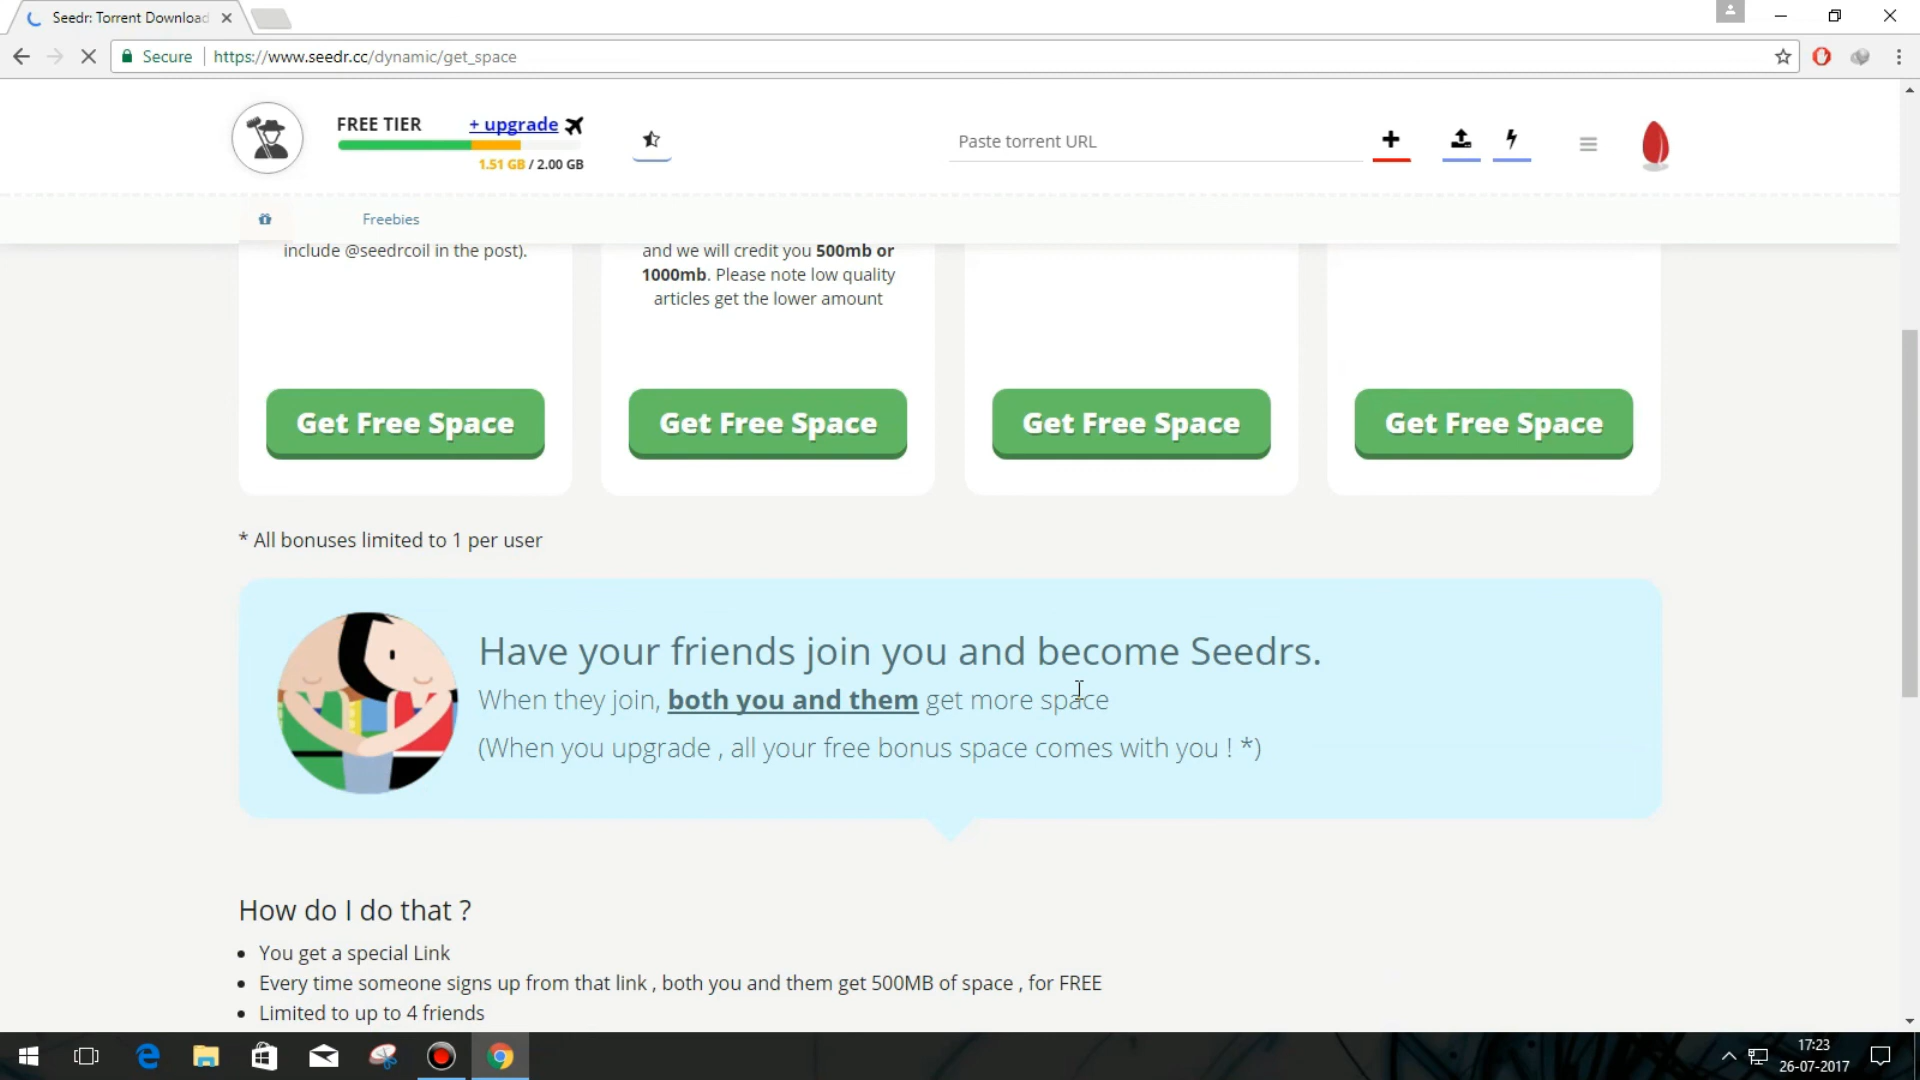 Seedr: Torrent Download
Secure
https://www.seedr.cc/dynamic/get_space
FREE TIER
+ upgrade
1.51 GB / 2.00 GB
Paste torrent URL
Freebies
include @seedrcoil in the post).
and we will credit you 500mb or
1000mb. Please note low quality
articles get the lower amount
Get Free Space
Get Free Space
Get Free Space
Get Free Space
* All bonuses limited to 1 per user
Have your friends join you and become Seedrs.
When they join, both you and them get more space
(When you upgrade , all your free bonus space comes with you ! *)
How do I do that ?
• You get a special Link
• Every time someone signs up from that link , both you and them get 500MB of space , for FREE
• Limited to up to 4 friends
17:23
26-07-2017